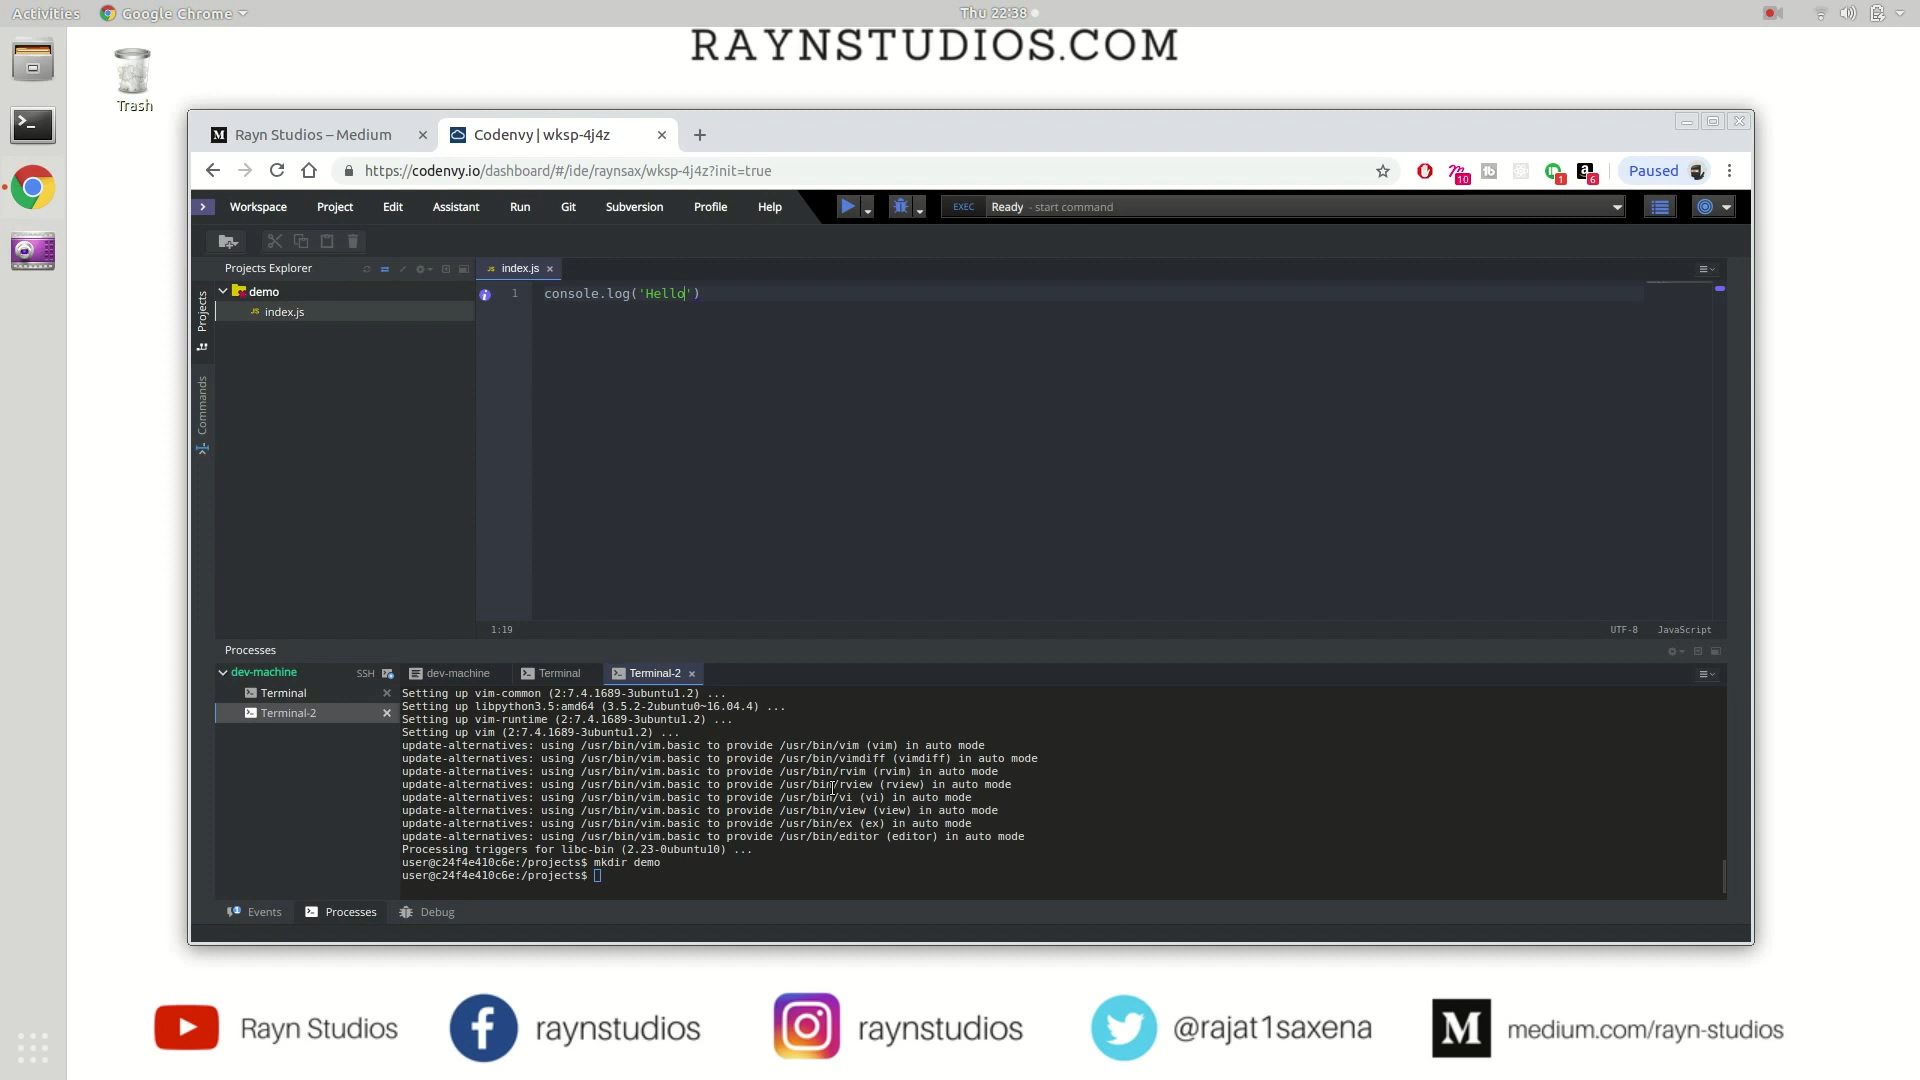 Activities Google Chrome Thu 22:38
RAYNSTUDIOS.COM
Trash
Rayn Studios – Medium
Codenvy | wksp-4j4z
https://codenvy.io/dashboard/#/ide/raynsax/wksp-4j4z?init=true
10
1
6
Paused
Workspace Project Edit Assistant Run Git Subversion Profile Help
EXEC Ready - start command
Projects Explorer
index.js
Projects
Commands
demo
index.js
1 console.log('Hello')
1:19 UTF-8 JavaScript
Processes
dev-machine SSH
Terminal
Terminal-2
dev-machine Terminal Terminal-2
Setting up vim-common (2:7.4.1689-3ubuntu1.2) ...
Setting up libpython3.5:amd64 (3.5.2-2ubuntu0~16.04.4) ...
Setting up vim-runtime (2:7.4.1689-3ubuntu1.2) ...
Setting up vim (2:7.4.1689-3ubuntu1.2) ...
update-alternatives: using /usr/bin/vim.basic to provide /usr/bin/vim (vim) in auto mode
update-alternatives: using /usr/bin/vim.basic to provide /usr/bin/vimdiff (vimdiff) in auto mode
update-alternatives: using /usr/bin/vim.basic to provide /usr/bin/rvim (rvim) in auto mode
update-alternatives: using /usr/bin/vim.basic to provide /usr/bin/rview (rview) in auto mode
update-alternatives: using /usr/bin/vim.basic to provide /usr/bin/vi (vi) in auto mode
update-alternatives: using /usr/bin/vim.basic to provide /usr/bin/view (view) in auto mode
update-alternatives: using /usr/bin/vim.basic to provide /usr/bin/ex (ex) in auto mode
update-alternatives: using /usr/bin/vim.basic to provide /usr/bin/editor (editor) in auto mode
Processing triggers for libc-bin (2.23-0ubuntu10) ...
user@c24f4e410c6e:/projects$ mkdir demo
user@c24f4e410c6e:/projects$
Events Processes Debug
Rayn Studios raynstudios raynstudios @rajat1saxena medium.com/rayn-studios